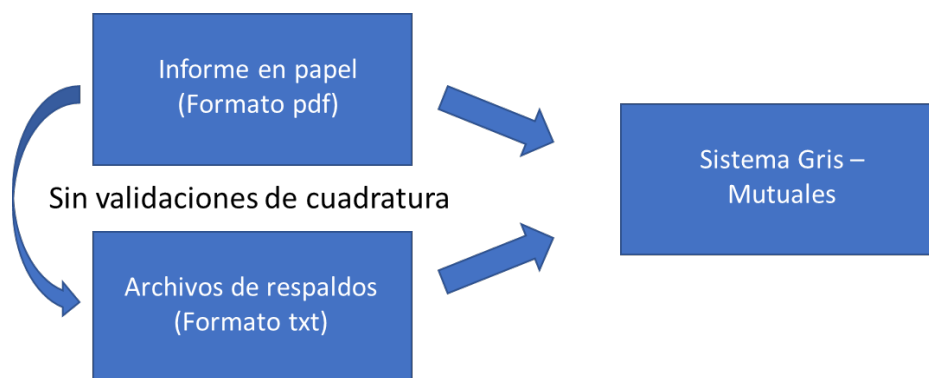 Informe en papel
(Formato pdf)
Sin validaciones de cuadratura
Archivos de respaldos
(Formato txt)
Sistema Gris –
Mutuales